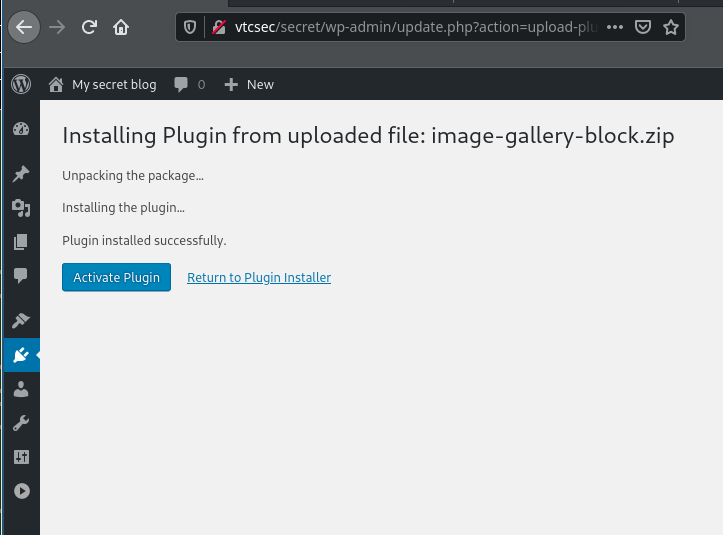 vtcsec/secret/wp-admin/update.php?action=upload-plu
My secret blog 0 New
Installing Plugin from uploaded file: image-gallery-block.zip
Unpacking the package...
Installing the plugin...
Plugin installed successfully.
Activate Plugin Return to Plugin Installer